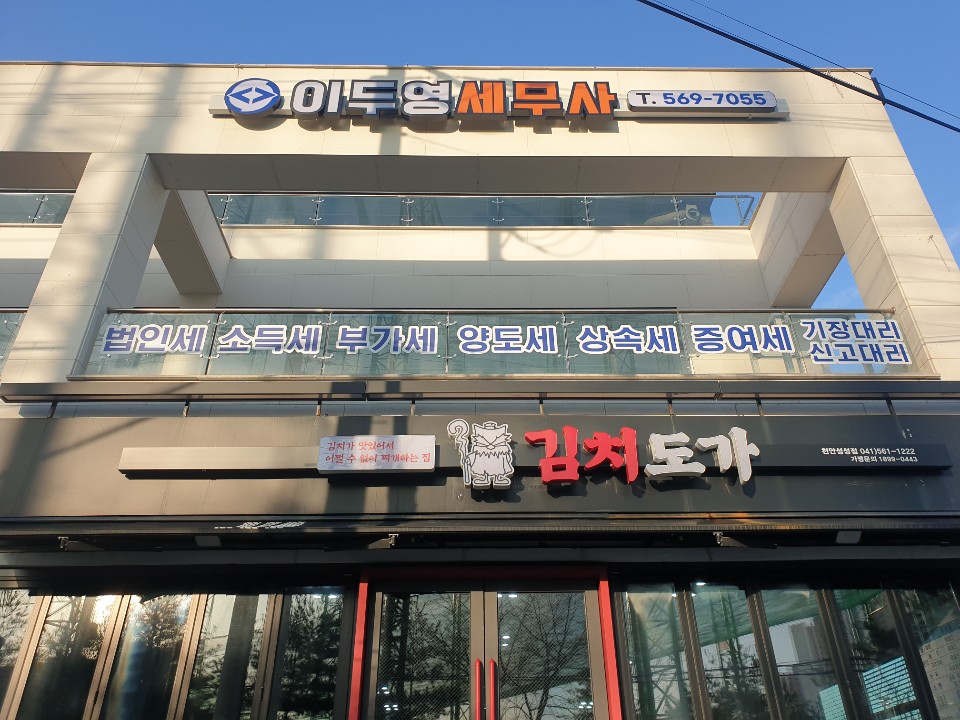 이두영세무사 T. 569-7055
법인세 소득세 부가세 양도세 상속세 증여세 기장대리
신고대리
김치가 맛있어서
어쩔 수 없이 찌개하는 집
김치도가
천안성성점 041)561-1222
가맹문의 1899-0443